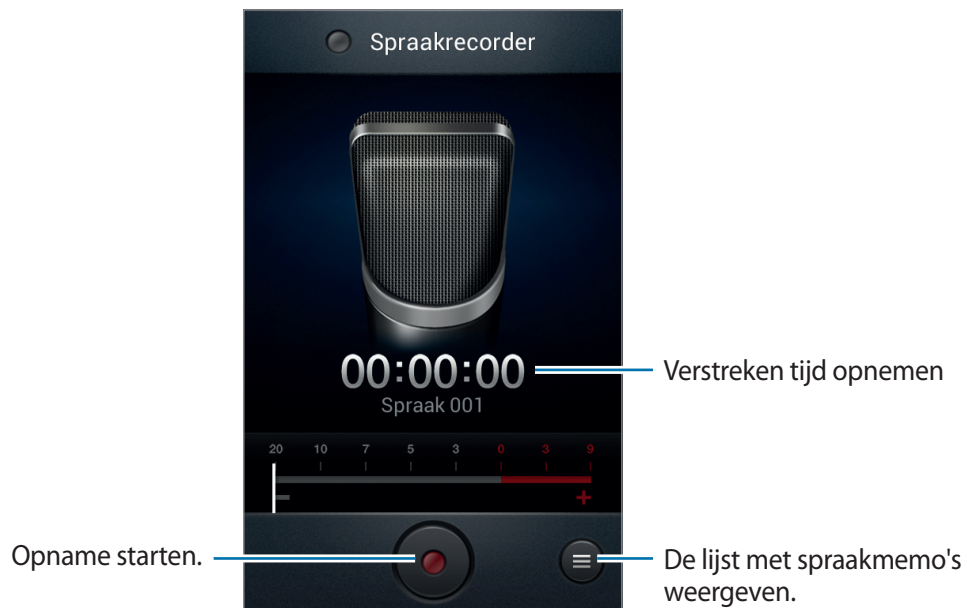 Spraakrecorder
00:00:00
Verstreken tijd opnemen
Spraak 001
20 10 7 5 3 0 3 9
− +
Opname starten.
De lijst met spraakmemo's
weergeven.